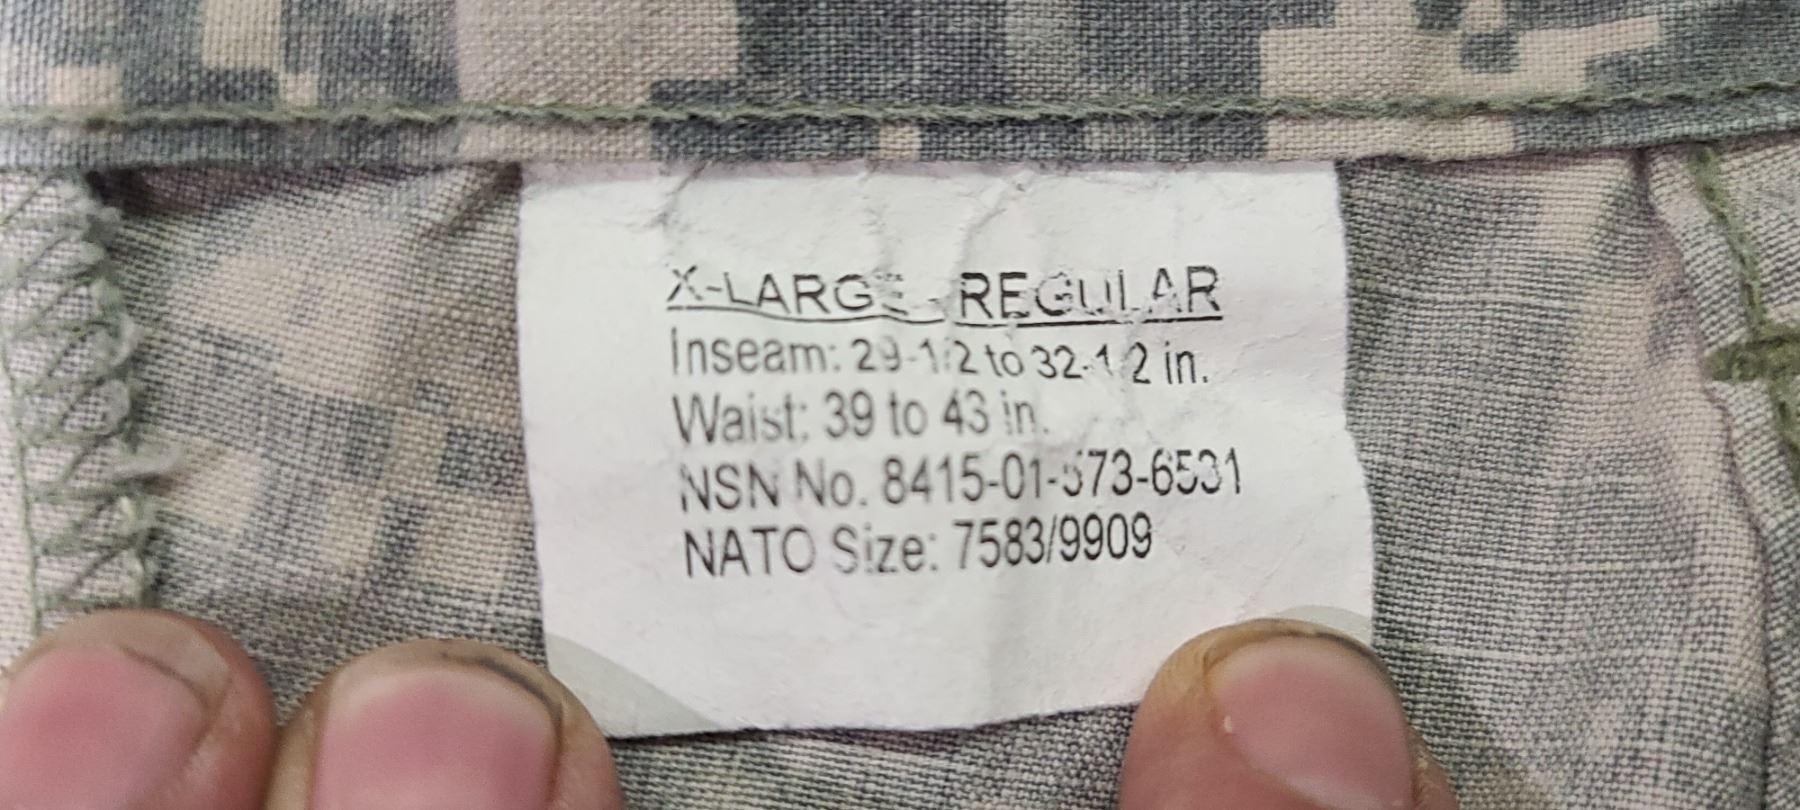 X-LARGE - REGULAR
Inseam: 29-1/2 to 32-1/2 in.
Waist: 39 to 43 in.
NSN No. 8415-01-573-6531
NATO Size: 7583/9909